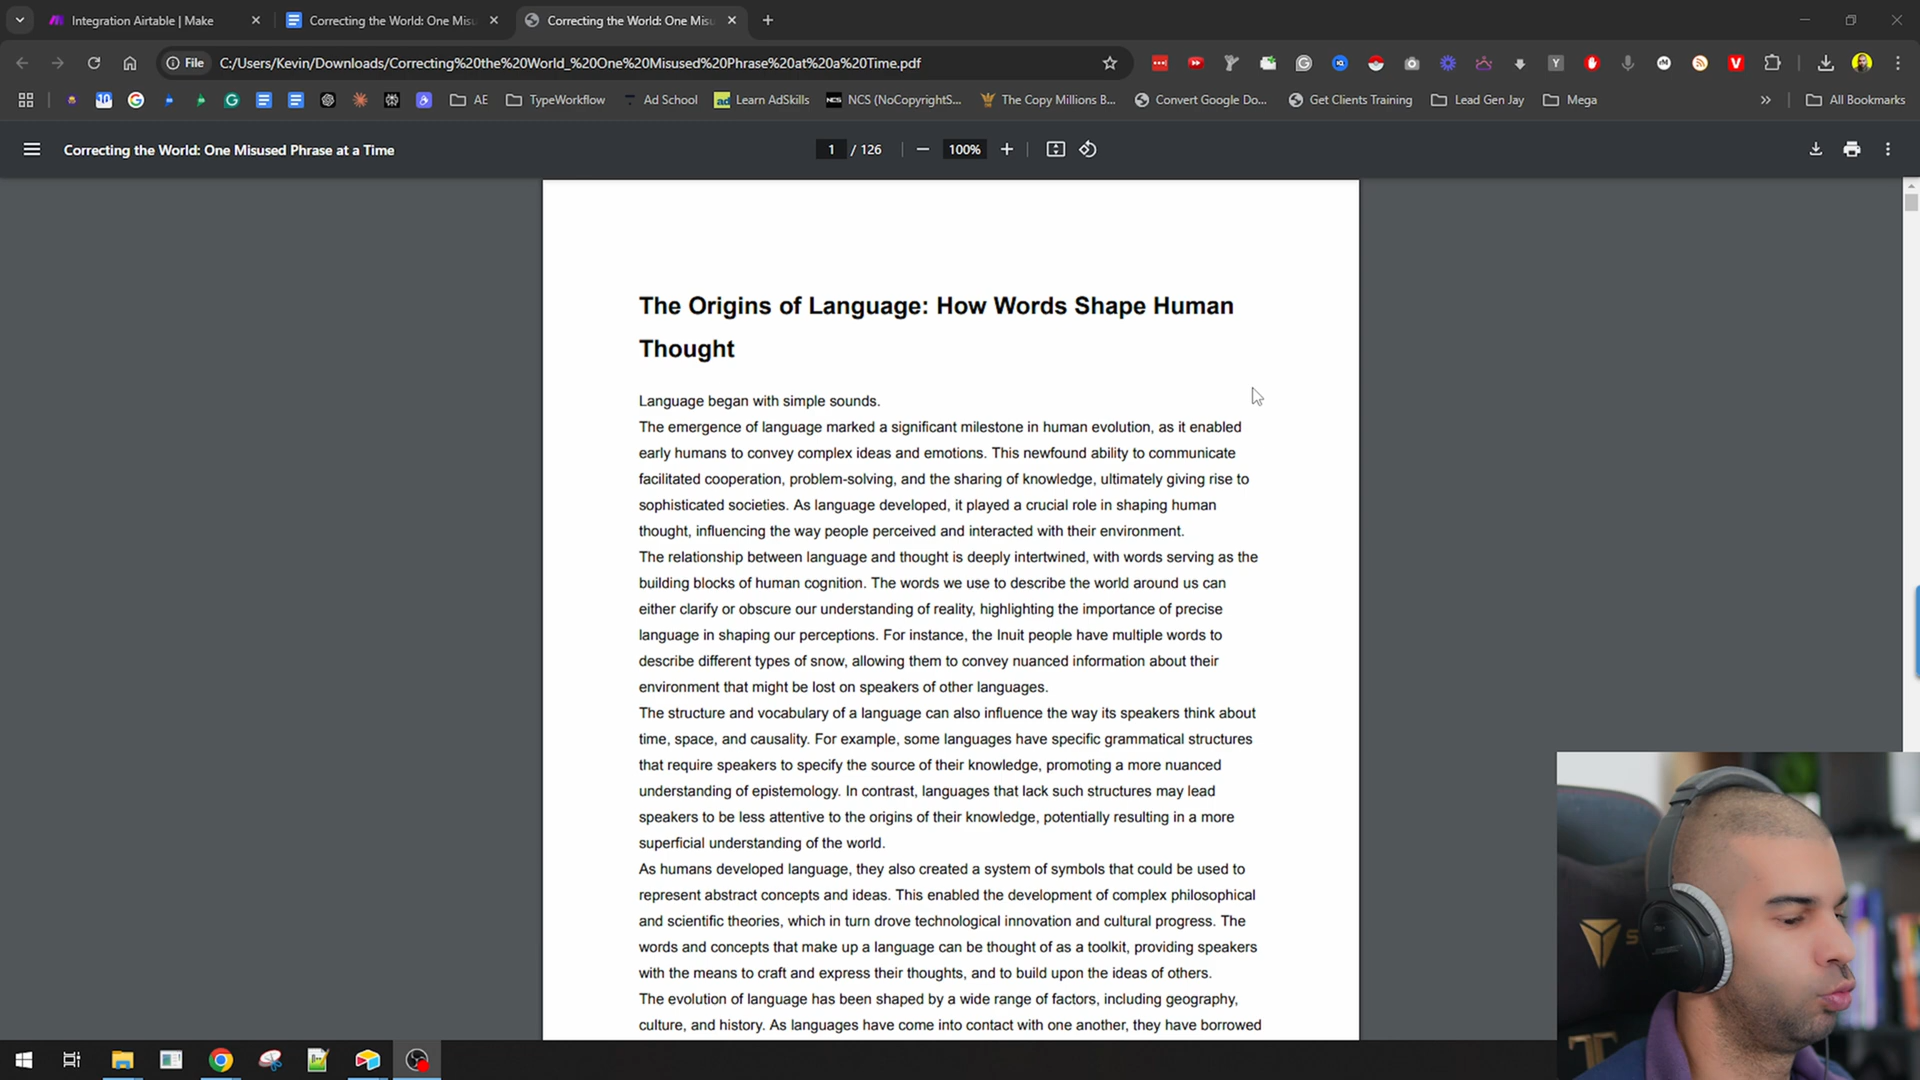 Integration Airtable | Make
Correcting the World: One Misu
Correcting the World: One Misu
File
C:/Users/Kevin/Downloads/Correcting%20the%20World_%20One%20Misused%20Phrase%20at%20a%20Time.pdf
AE
TypeWorkflow
Ad School
Learn AdSkills
NCS (NoCopyrightS...
The Copy Millions B...
Convert Google Do...
Get Clients Training
Lead Gen Jay
Mega
All Bookmarks
Correcting the World: One Misused Phrase at a Time
1 / 126
100%
The Origins of Language: How Words Shape Human
Thought
Language began with simple sounds.
The emergence of language marked a significant milestone in human evolution, as it enabled
early humans to convey complex ideas and emotions. This newfound ability to communicate
facilitated cooperation, problem-solving, and the sharing of knowledge, ultimately giving rise to
sophisticated societies. As language developed, it played a crucial role in shaping human
thought, influencing the way people perceived and interacted with their environment.
The relationship between language and thought is deeply intertwined, with words serving as the
building blocks of human cognition. The words we use to describe the world around us can
either clarify or obscure our understanding of reality, highlighting the importance of precise
language in shaping our perceptions. For instance, the Inuit people have multiple words to
describe different types of snow, allowing them to convey nuanced information about their
environment that might be lost on speakers of other languages.
The structure and vocabulary of a language can also influence the way its speakers think about
time, space, and causality. For example, some languages have specific grammatical structures
that require speakers to specify the source of their knowledge, promoting a more nuanced
understanding of epistemology. In contrast, languages that lack such structures may lead
speakers to be less attentive to the origins of their knowledge, potentially resulting in a more
superficial understanding of the world.
As humans developed language, they also created a system of symbols that could be used to
represent abstract concepts and ideas. This enabled the development of complex philosophical
and scientific theories, which in turn drove technological innovation and cultural progress. The
words and concepts that make up a language can be thought of as a toolkit, providing speakers
with the means to craft and express their thoughts, and to build upon the ideas of others.
The evolution of language has been shaped by a wide range of factors, including geography,
culture, and history. As languages have come into contact with one another, they have borrowed